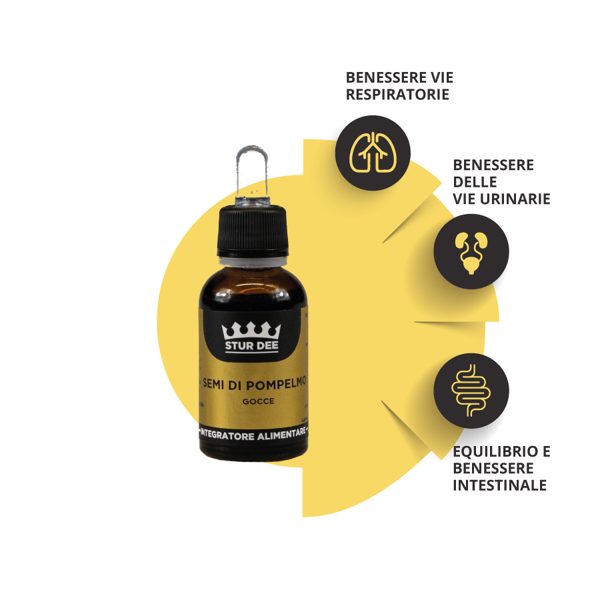 BENESSERE VIE
RESPIRATORIE
BENESSERE
DELLE
VIE URINARIE
STUR DEE
SEMI DI POMPELMO
GOCCE
INTEGRATORE ALIMENTARE
EQUILIBRIO E
BENESSERE
INTESTINALE